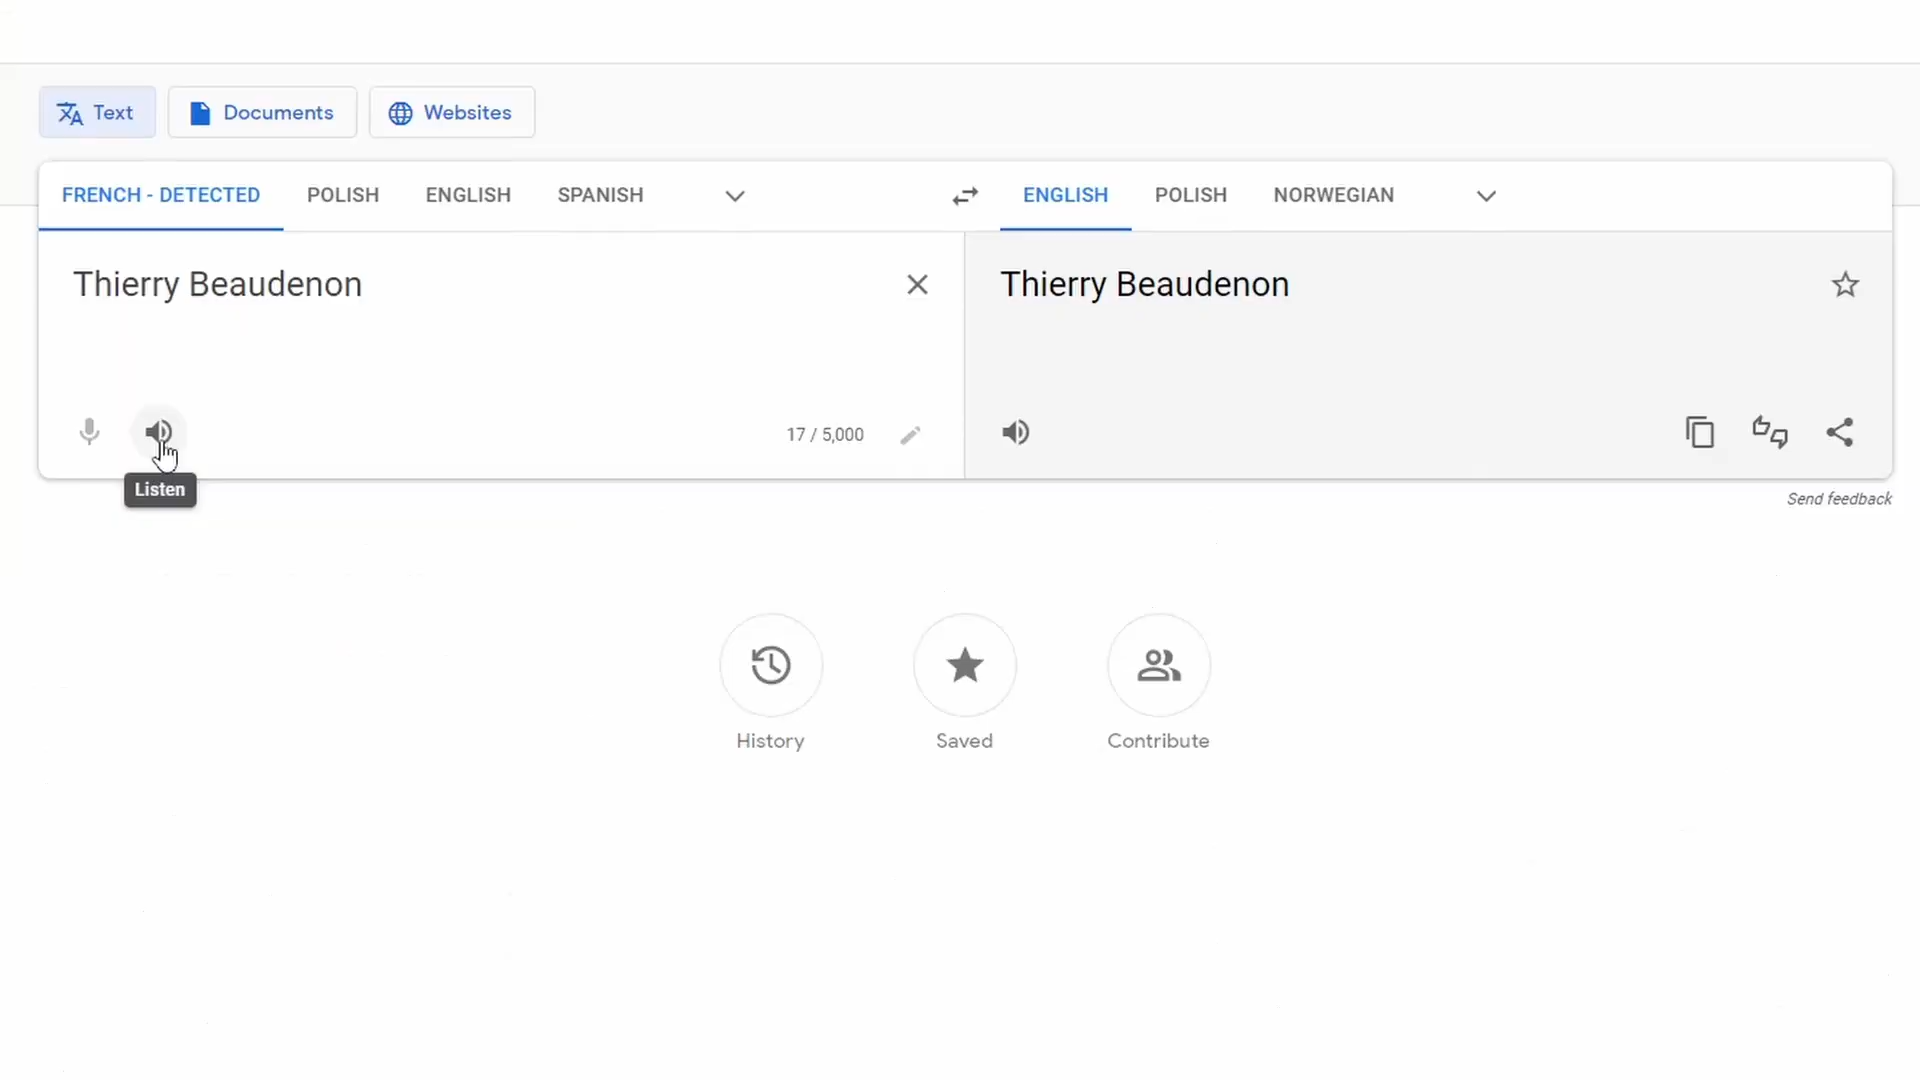 Text Documents Websites
FRENCH - DETECTED POLISH ENGLISH SPANISH ENGLISH POLISH NORWEGIAN
Thierry Beaudenon Thierry Beaudenon
17 / 5,000
Listen
Send feedback
History Saved Contribute